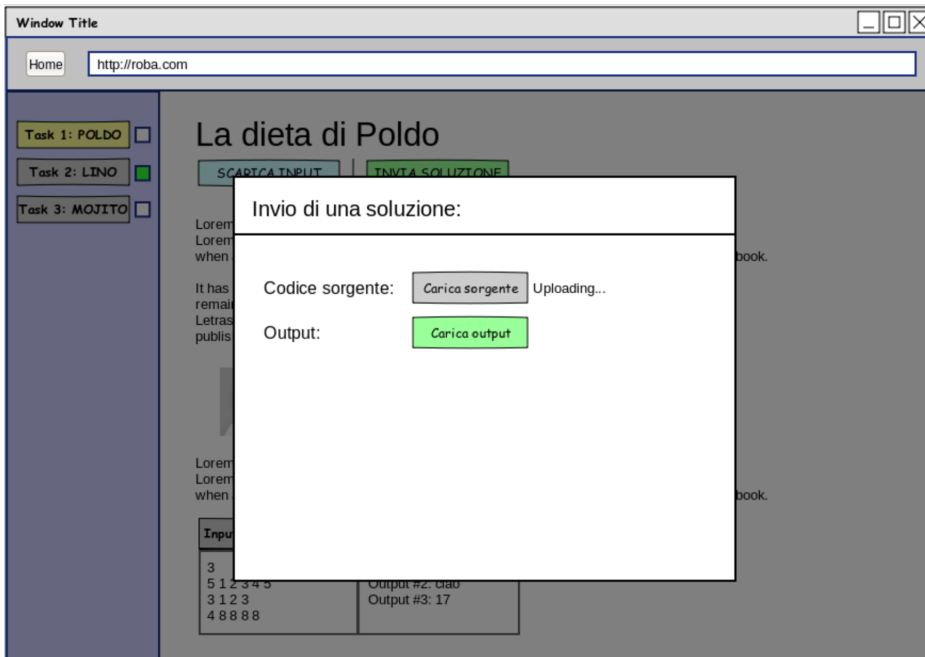 Window Title
Home
http://roba.com
Task 1: POLDO
Task 2: LINO
Task 3: MOJITO
La dieta di Poldo
SCARICA INPUT
INVIA SOLUZIONE
Lorem
Lorem
when book.
It has
Letras
Invio di una soluzione:
Codice sorgente:
Carica sorgente
Uploading...
Output:
Carica output
Lorem
Lorem
when book.
3
5 1 2 3 4 5
3 1 2 3
4 8 8 8 8
Output #2: ciao
Output #3: 17